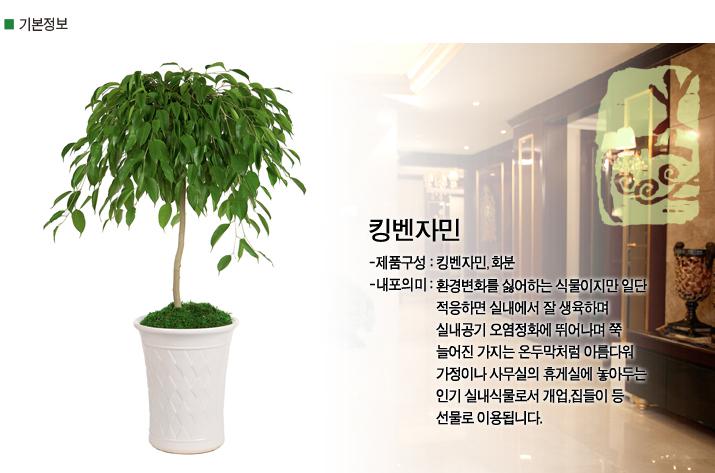 기본정보
킹벤자민
-제품구성 : 킹벤자민, 화분
-내포의미 : 환경변화를 싫어하는 식물이지만 일단
적응하면 실내에서 잘 생육하며
실내공기 오염정화에 뛰어나며 쭉
늘어진 가지는 온두막처럼 아름다워
가정이나 사무실의 휴게실에 놓아두는
인기 실내식물로서 개업,집들이 등
선물로 이용됩니다.